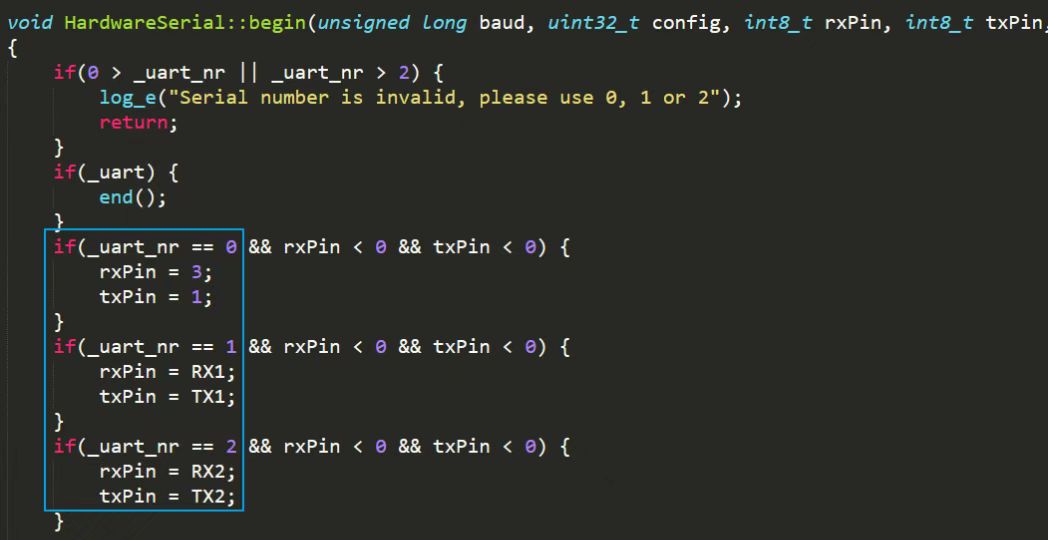 void HardwareSerial::begin(unsigned long baud, uint32_t config, int8_t rxPin, int8_t txPin,
{
if(0 > _uart_nr || _uart_nr > 2) {
log_e("Serial number is invalid, please use 0, 1 or 2");
return;
}
if(_uart) {
end();
}
if(_uart_nr == 0 && rxPin < 0 && txPin < 0) {
rxPin = 3;
txPin = 1;
}
if(_uart_nr == 1 && rxPin < 0 && txPin < 0) {
rxPin = RX1;
txPin = TX1;
}
if(_uart_nr == 2 && rxPin < 0 && txPin < 0) {
rxPin = RX2;
txPin = TX2;
}